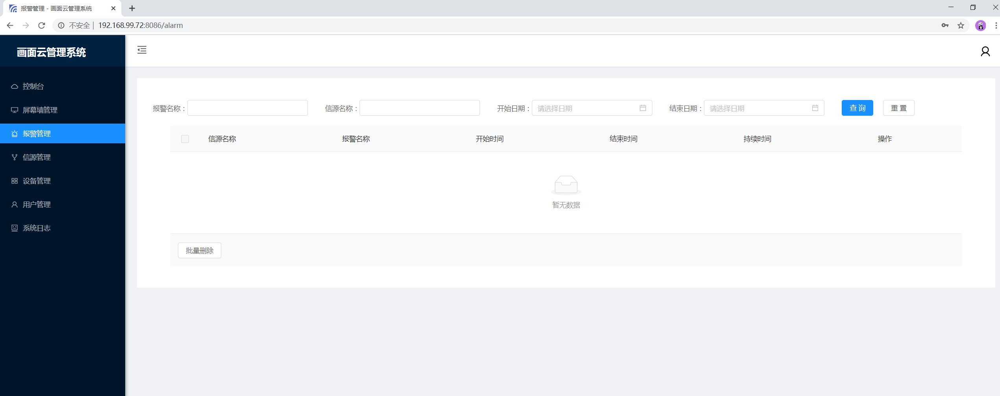 报警管理 - 画面云管理系统
不安全 | 192.168.99.72:8086/alarm
画面云管理系统
控制台
屏幕墙管理
报警管理
信源管理
设备管理
用户管理
系统日志
报警名称： 信源名称： 开始日期： 请选择日期 结束日期： 请选择日期 查 询 重 置
信源名称 报警名称 开始时间 结束时间 持续时间 操作
暂无数据
批量删除